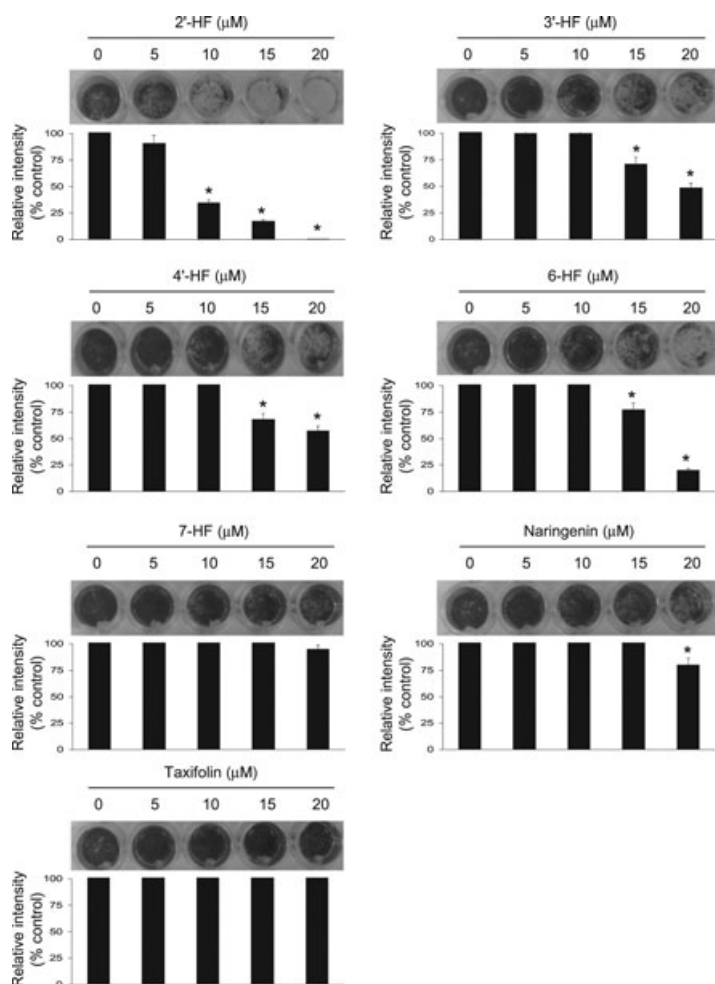 2'-HF (μM)
0 5 10 15 20
Relative intensity
(% control)
100
75
50
25
0
* * *
3'-HF (μM)
0 5 10 15 20
Relative intensity
(% control)
100
75
50
25
0
* *
4'-HF (μM)
0 5 10 15 20
Relative intensity
(% control)
100
75
50
25
0
* *
6-HF (μM)
0 5 10 15 20
Relative intensity
(% control)
100
75
50
25
0
* *
7-HF (μM)
0 5 10 15 20
Relative intensity
(% control)
100
75
50
25
0
Naringenin (μM)
0 5 10 15 20
Relative intensity
(% control)
100
75
50
25
0
*
Taxifolin (μM)
0 5 10 15 20
Relative intensity
(% control)
100
75
50
25
0